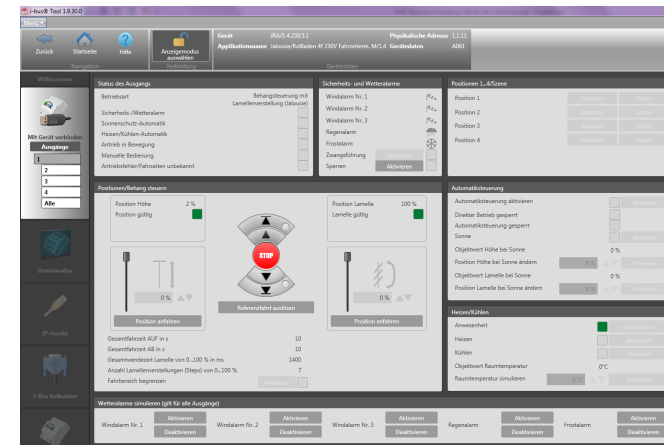 i-bus® Tool 1.9.30.0
Zurück
Startseite
Hilfe
Anzeigemodus
auswählen
Navigation
Verbindung
Gerät JRA/S 4.230.5.1 Physikalische Adresse 1.1.11
Applikationsname Jalousie/Rollladen 4f 230V Fahrzeiterm. M/1.4 Gerätedaten A061
Gerätedaten
Willkommen
Mit Gerät verbinden
Ausgänge
1
2
3
4
Alle
Demomodus
IP-Geräte
X-Bus Kalkulator
Status des Ausgangs
Betriebsart Behangsteuerung mit
Lamellenverstellung (Jalousie)
Sicherheits-/Wetteralarm
Sonnenschutz-Automatik
Heizen/Kühlen-Automatik
Antrieb in Bewegung
Manuelle Bedienung
Antriebsfehler/Fahrzeiten unbekannt
Sicherheits- und Wetteralarme
Windalarm Nr. 1
Windalarm Nr. 2
Windalarm Nr. 3
Regenalarm
Frostalarm
Zwangsführung
Sperren Aktivieren
Positionen 1...4/Szene
Position 1
Position 2
Position 3
Position 4
Positionen/Behang steuern
Position Höhe 2 %
Position gültig
STOP
Position Lamelle 100 %
Lamelle gültig
0 %
Position anfahren
Referenzfahrt auslösen
0 %
Position anfahren
Gesamtfahrzeit AUF in s 10
Gesamtfahrzeit AB in s 10
Gesamtwendezeit Lamelle von 0...100 % in ms 1400
Anzahl Lamellenverstellungen (Steps) von 0...100 % 7
Fahrbereich begrenzen
Automatiksteuerung
Automatiksteuerung aktivieren
Direkter Betrieb gesperrt
Automatiksteuerung gesperrt
Sonne
Objektwert Höhe bei Sonne 0 %
Position Höhe bei Sonne ändern 0 %
Objektwert Lamelle bei Sonne 0 %
Position Lamelle bei Sonne ändern 0 %
Heizen/Kühlen
Anwesenheit
Heizen
Kühlen
Objektwert Raumtemperatur 0°C
Raumtemperatur simulieren
Wetteralarme simulieren (gilt für alle Ausgänge)
Windalarm Nr. 1 Aktivieren Deaktivieren
Windalarm Nr. 2 Aktivieren Deaktivieren
Windalarm Nr. 3 Aktivieren Deaktivieren
Regenalarm Aktivieren Deaktivieren
Frostalarm Aktivieren Deaktivieren